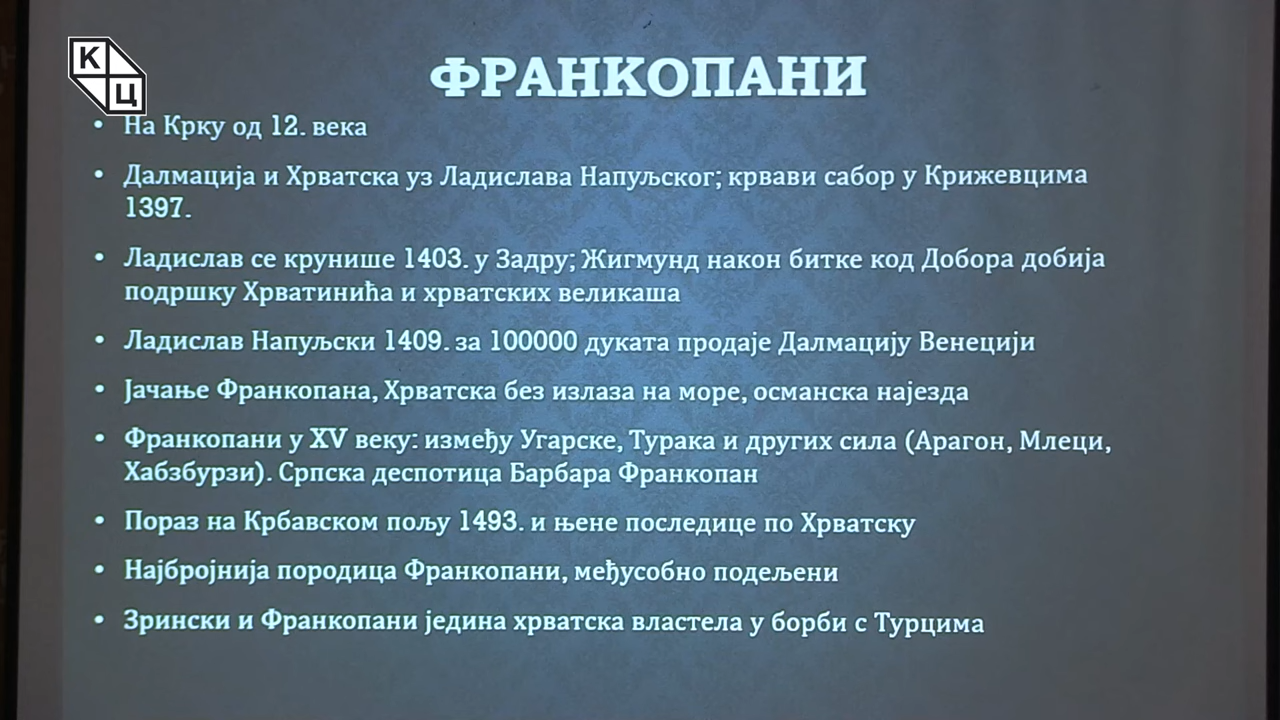 К
Ц
ФРАНКОПАНИ
• На Крку од 12. века
• Далмација и Хрватска уз Ладислава Напуљског; крвави сабор у Крижевцима
1397.
• Ладислав се крунише 1403. у Задру; Жигмунд након битке код Добора добија
подршку Хрватинића и хрватских великаша
• Ладислав Напуљски 1409. за 100000 дуката продаје Далмацију Венецији
• Јачање Франкопана, Хрватска без излаза на море, османска најезда
• Франкопани у XV веку: између Угарске, Турака и других сила (Арагон, Млеци,
Хабзбурзи). Српска деспотица Барбара Франкопан
• Пораз на Крбавском пољу 1493. и њене последице по Хрватску
• Најбројнија породица Франкопани, међусобно подељени
• Зрински и Франкопани једина хрватска властела у борби с Турцима